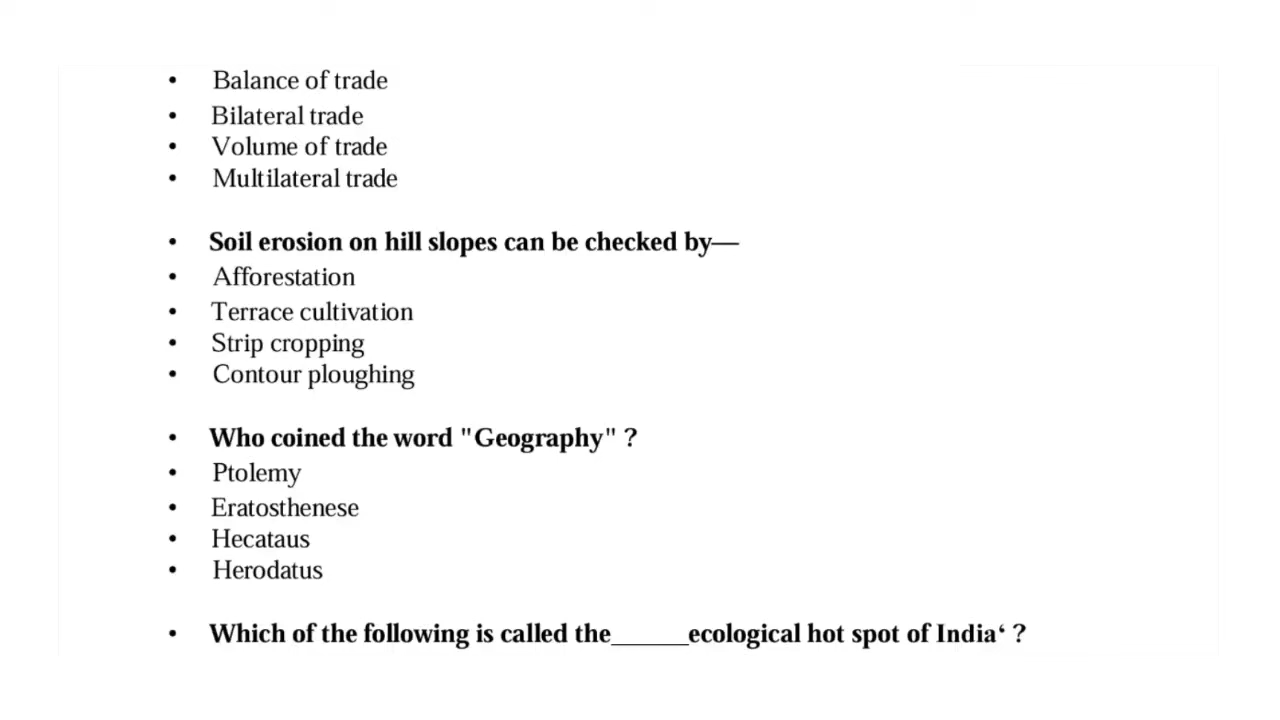 • Balance of trade
• Bilateral trade
• Volume of trade
• Multilateral trade
• Soil erosion on hill slopes can be checked by—
• Afforestation
• Terrace cultivation
• Strip cropping
• Contour ploughing
• Who coined the word "Geography" ?
• Ptolemy
• Eratosthenese
• Hecataus
• Herodatus
• Which of the following is called the______ecological hot spot of India‘ ?